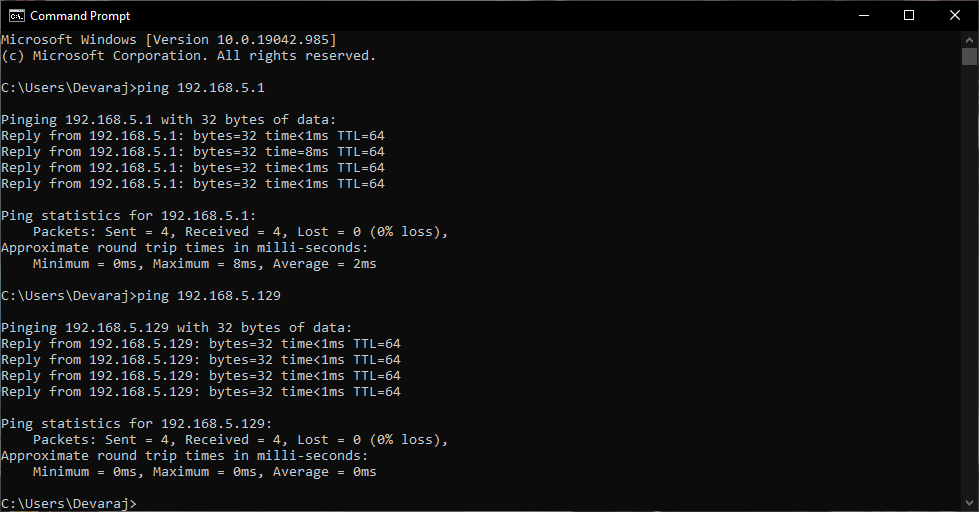 Command Prompt
Microsoft Windows [Version 10.0.19042.985]
(c) Microsoft Corporation. All rights reserved.
C:\Users\Devaraj>ping 192.168.5.1
Pinging 192.168.5.1 with 32 bytes of data:
Reply from 192.168.5.1: bytes=32 time<1ms TTL=64
Reply from 192.168.5.1: bytes=32 time=8ms TTL=64
Reply from 192.168.5.1: bytes=32 time<1ms TTL=64
Reply from 192.168.5.1: bytes=32 time<1ms TTL=64
Ping statistics for 192.168.5.1:
    Packets: Sent = 4, Received = 4, Lost = 0 (0% loss),
Approximate round trip times in milli-seconds:
    Minimum = 0ms, Maximum = 8ms, Average = 2ms
C:\Users\Devaraj>ping 192.168.5.129
Pinging 192.168.5.129 with 32 bytes of data:
Reply from 192.168.5.129: bytes=32 time<1ms TTL=64
Reply from 192.168.5.129: bytes=32 time<1ms TTL=64
Reply from 192.168.5.129: bytes=32 time<1ms TTL=64
Reply from 192.168.5.129: bytes=32 time<1ms TTL=64
Ping statistics for 192.168.5.129:
    Packets: Sent = 4, Received = 4, Lost = 0 (0% loss),
Approximate round trip times in milli-seconds:
    Minimum = 0ms, Maximum = 0ms, Average = 0ms
C:\Users\Devaraj>